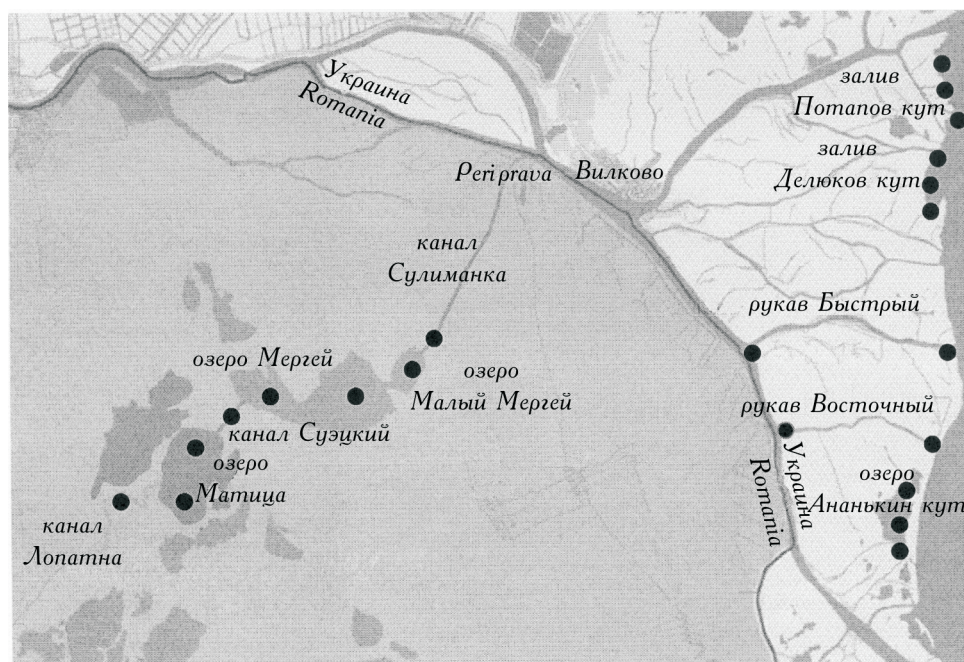 Украина
Romania
залив
Потапов кут
залив
Делюков кут
Periprava
Вилково
канал
Сулиманка
рукав Быстрый
озеро Мергей
озеро
Малый Мергей
рукав Восточный
канал Суэцкий
озеро
Матица
Украина
Romania
озеро
Ананькин кут
канал
Лопатна